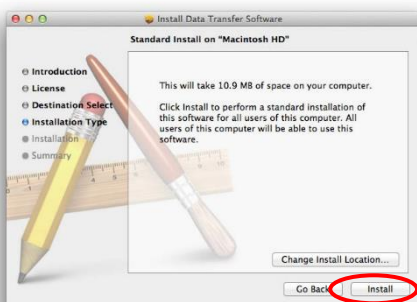 Install Data Transfer Software
Standard Install on "Macintosh HD"
Introduction
License
Destination Select
Installation Type
Installation
Summary
This will take 10.9 MB of space on your computer.
Click Install to perform a standard installation of
this software for all users of this computer. All
users of this computer will be able to use this
software.
Change Install Location...
Go Back
Install